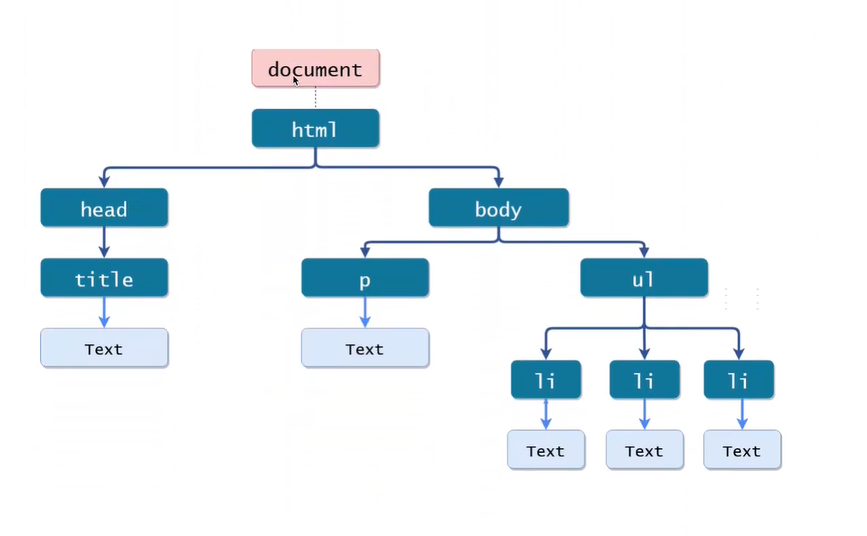 document
html
head
body
title
p
ul
Text
Text
li
li
li
Text
Text
Text